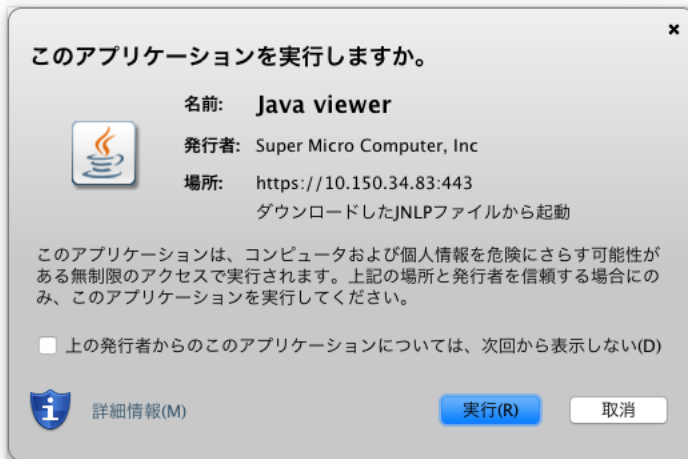 このアプリケーションを実行しますか。
名前: Java viewer
発行者: Super Micro Computer, Inc
場所: https://10.150.34.83:443
ダウンロードしたJNLPファイルから起動
このアプリケーションは、コンピュータおよび個人情報を危険にさらす可能性が
ある無制限のアクセスで実行されます。上記の場所と発行者を信頼する場合にの
み、このアプリケーションを実行してください。
上の発行者からのこのアプリケーションについては、次回から表示しない(D)
詳細情報(M) 実行(R) 取消